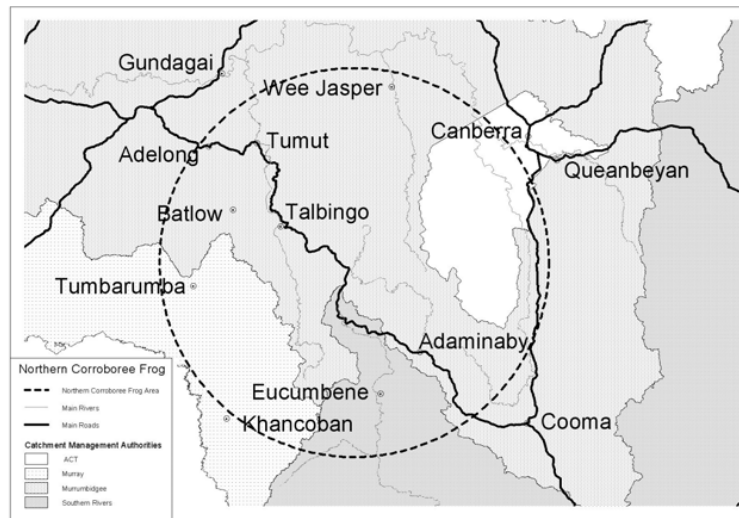 Gundagai
Wee Jasper
Canberra
Adelong
Tumut
Queanbeyan
Batlow
Talbingo
Tumbarumba
Adaminaby
Eucumbene
Khancoban
Cooma
Northern Corroboree Frog
Northern Corroboree Frog Area
Main Rivers
Main Roads
Catchment Management Authorities
ACT
Murray
Murrumbidgee
Southern Rivers